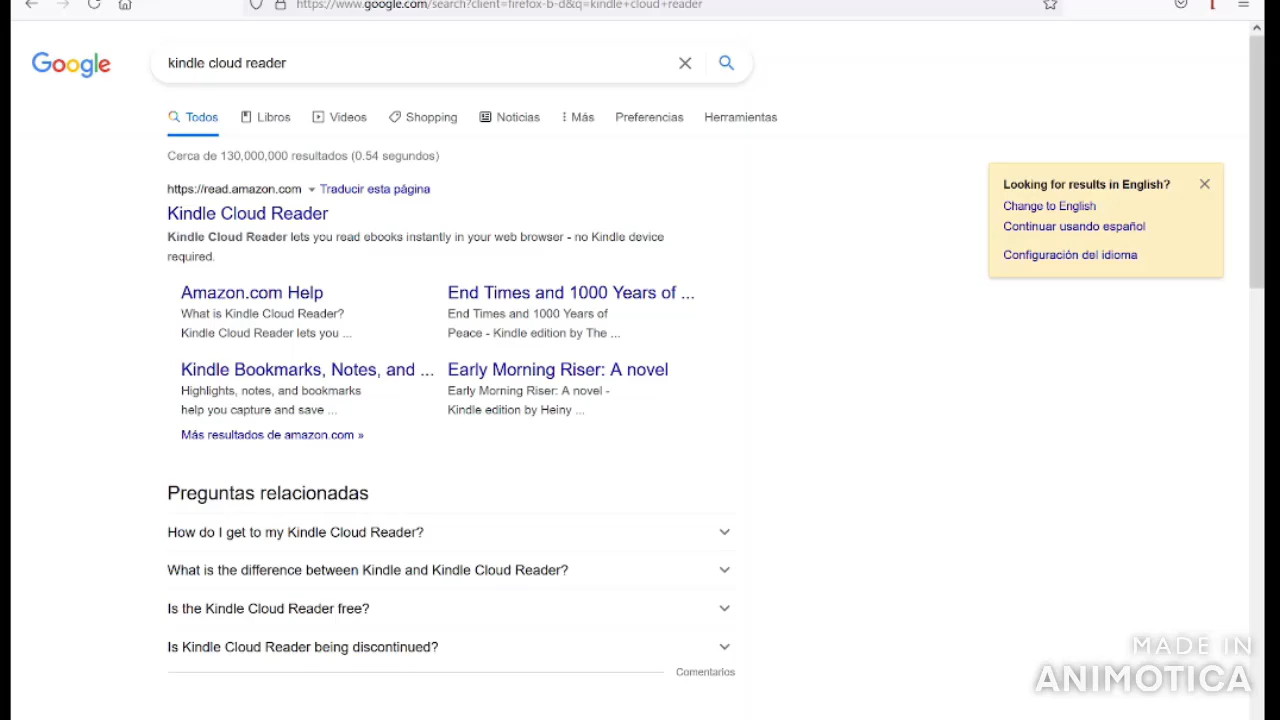 https://www.google.com/search?client=firefox-b-d&q=kindle+cloud+reader
Google
kindle cloud reader
Todos Libros Videos Shopping Noticias Más Preferencias Herramientas
Cerca de 130,000,000 resultados (0.54 segundos)
https://read.amazon.com Traducir esta página
Kindle Cloud Reader
Kindle Cloud Reader lets you read ebooks instantly in your web browser - no Kindle device
required.
Amazon.com Help
What is Kindle Cloud Reader?
Kindle Cloud Reader lets you ...
End Times and 1000 Years of ...
End Times and 1000 Years of
Peace - Kindle edition by The ...
Kindle Bookmarks, Notes, and ...
Highlights, notes, and bookmarks
help you capture and save ...
Early Morning Riser: A novel
Early Morning Riser: A novel -
Kindle edition by Heiny ...
Más resultados de amazon.com »
Preguntas relacionadas
How do I get to my Kindle Cloud Reader?
What is the difference between Kindle and Kindle Cloud Reader?
Is the Kindle Cloud Reader free?
Is Kindle Cloud Reader being discontinued?
Comentarios
Looking for results in English?
Change to English
Continuar usando español
Configuración del idioma
MADE IN
ANIMOTICA